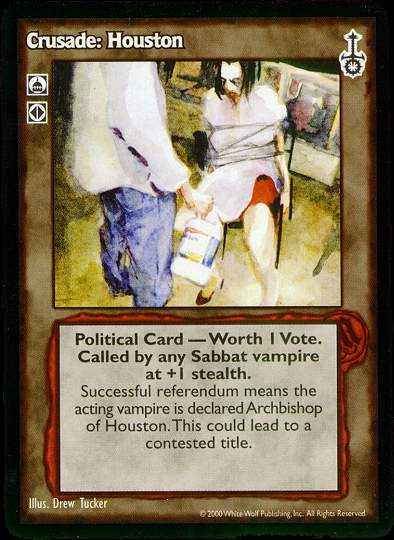 Crusade: Houston
Political Card — Worth 1 Vote.
Called by any Sabbat vampire
at +1 stealth.
Successful referendum means the
acting vampire is declared Archbishop
of Houston. This could lead to a
contested title.
Illus. Drew Tucker
© 2000 White Wolf Publishing, Inc. All Rights Reserved.